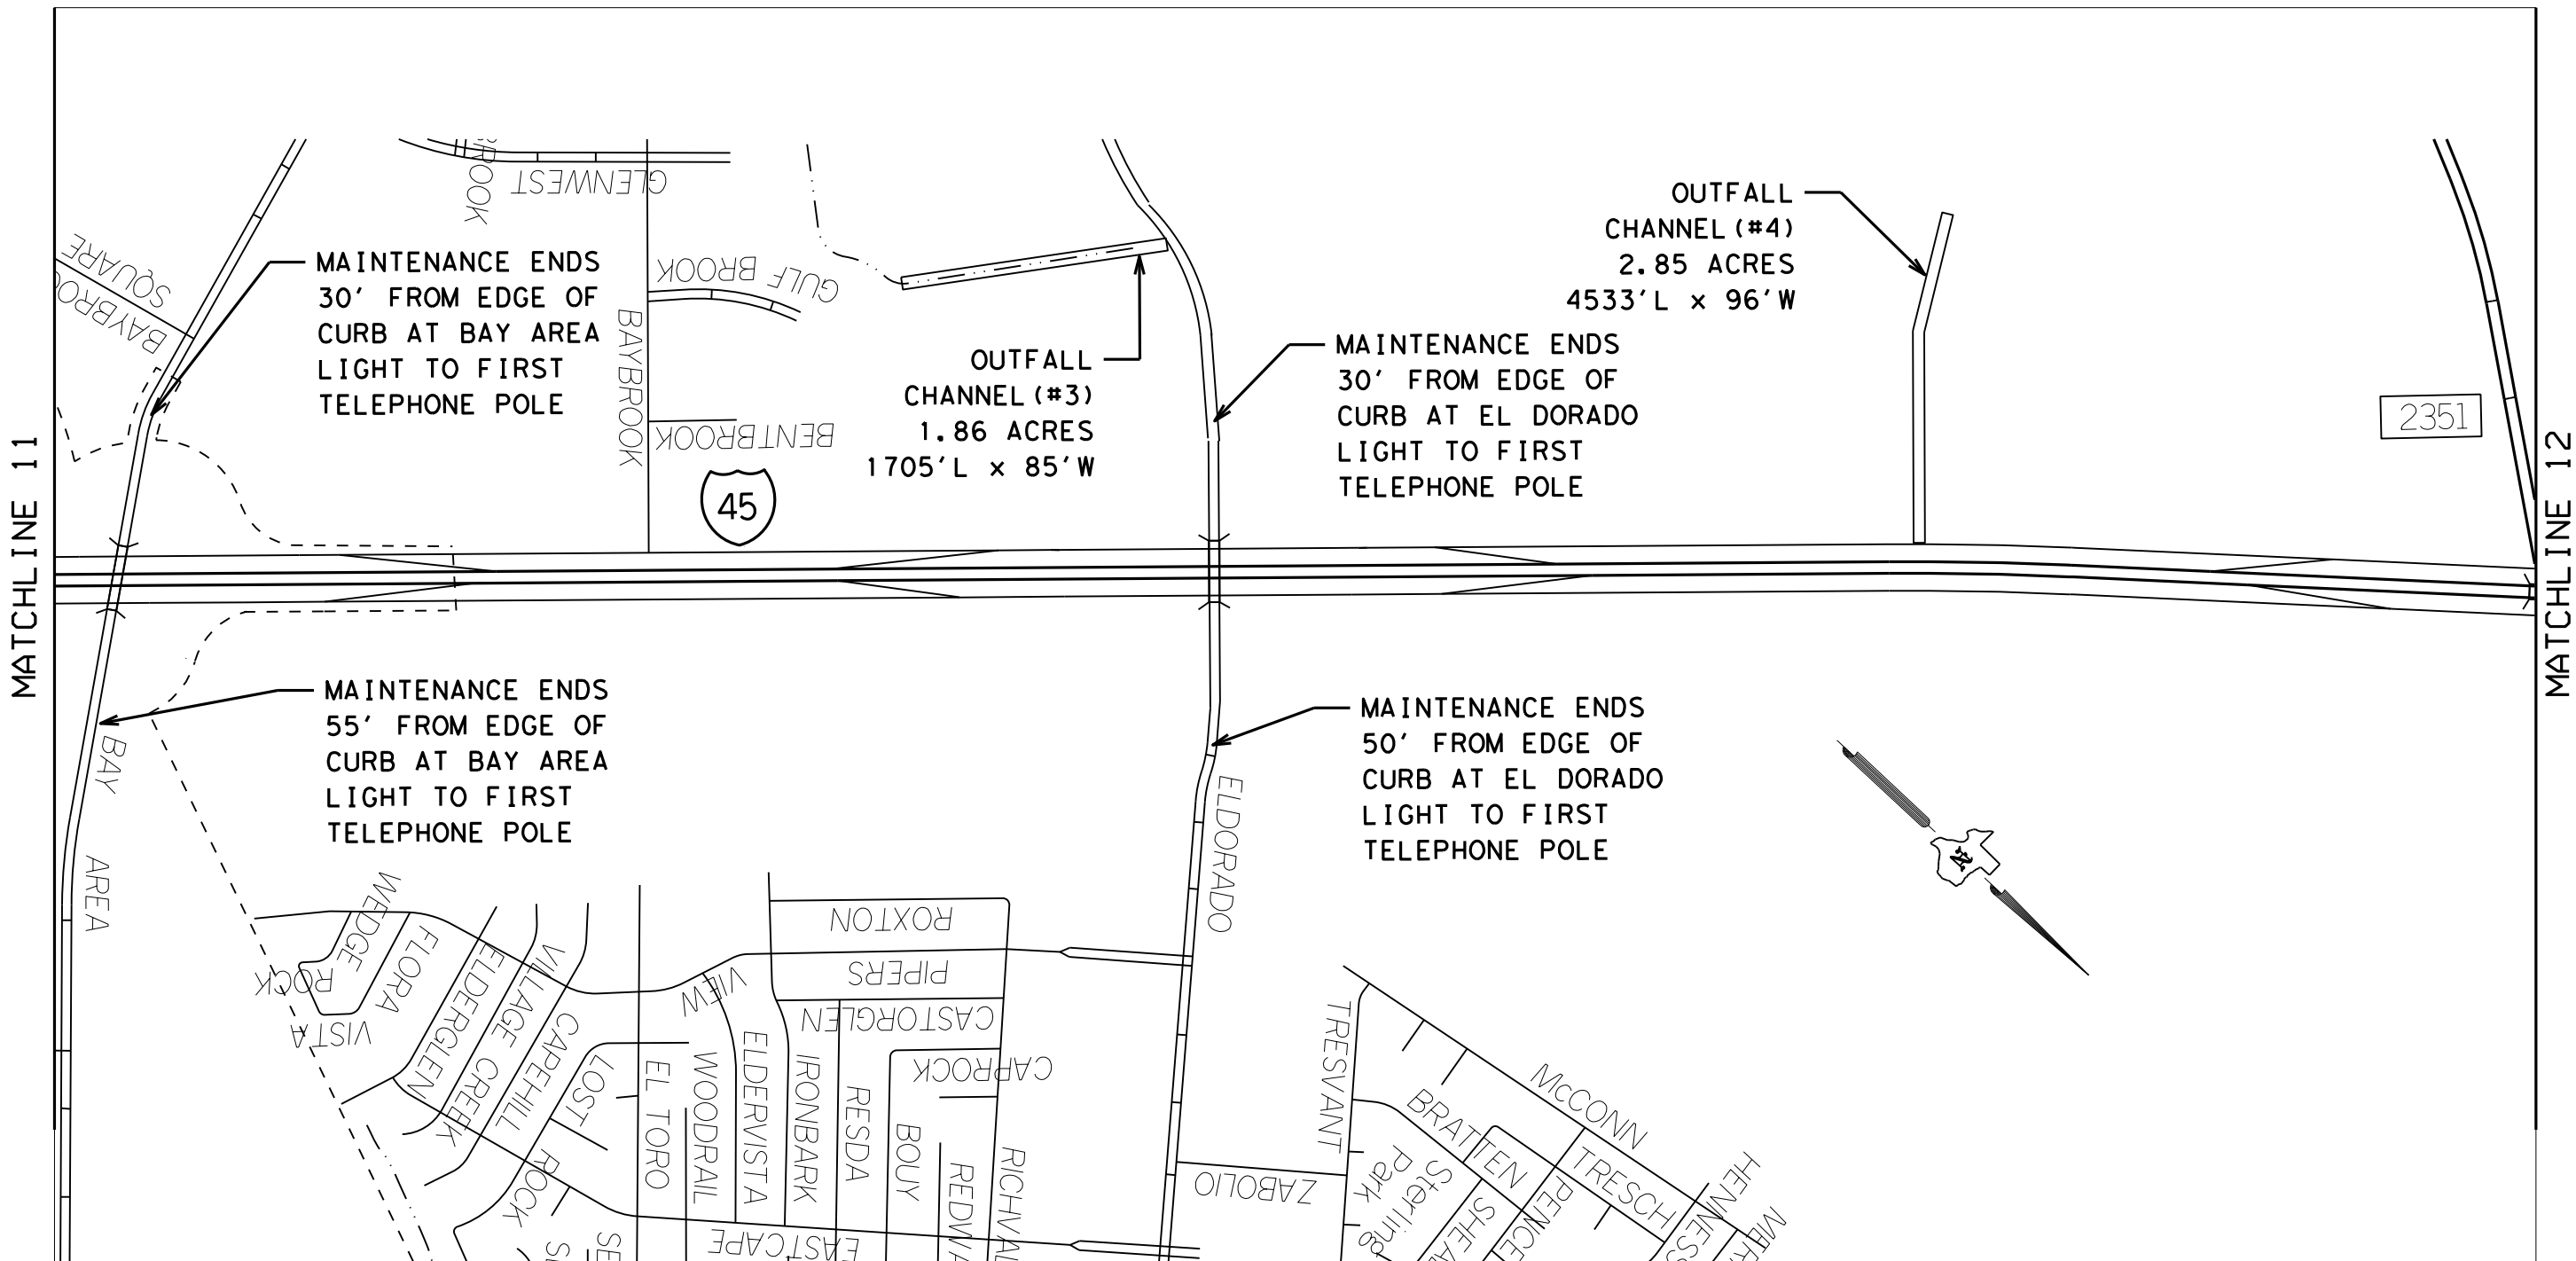 MATCHLINE 11
BAYBROOK
SQUARE
MAINTENANCE ENDS
30' FROM EDGE OF
CURB AT BAY AREA
LIGHT TO FIRST
TELEPHONE POLE
GLENWEST
GULF BROOK
BAYBROOK
BENTBROOK
45
OUTFALL
CHANNEL (#3)
1.86 ACRES
1705'L x 85'W
MAINTENANCE ENDS
30' FROM EDGE OF
CURB AT EL DORADO
LIGHT TO FIRST
TELEPHONE POLE
OUTFALL
CHANNEL (#4)
2.85 ACRES
4533'L x 96'W
2351
MATCHLINE 12
MAINTENANCE ENDS
55' FROM EDGE OF
CURB AT BAY AREA
LIGHT TO FIRST
TELEPHONE POLE
BAY AREA
MAINTENANCE ENDS
50' FROM EDGE OF
CURB AT EL DORADO
LIGHT TO FIRST
TELEPHONE POLE
ELDORADO
N
WEDGE
ROCK
FLORA
VISTA
ELDERGLEN
VILLAGE CREEK
CAPEHILL
LOST
ROCK
VIEW
EL TORO
WOODRAIL
ELDERVISTA
IRONBARK
RESDA
BOUY
ROXTON
PIPERS
CASTORGLEN
CAPROCK
EASTCAPE
ZABOLIO
TRESVANT
McCONN
BRATTEN
TRESCH
PENCE
Sterling
Park